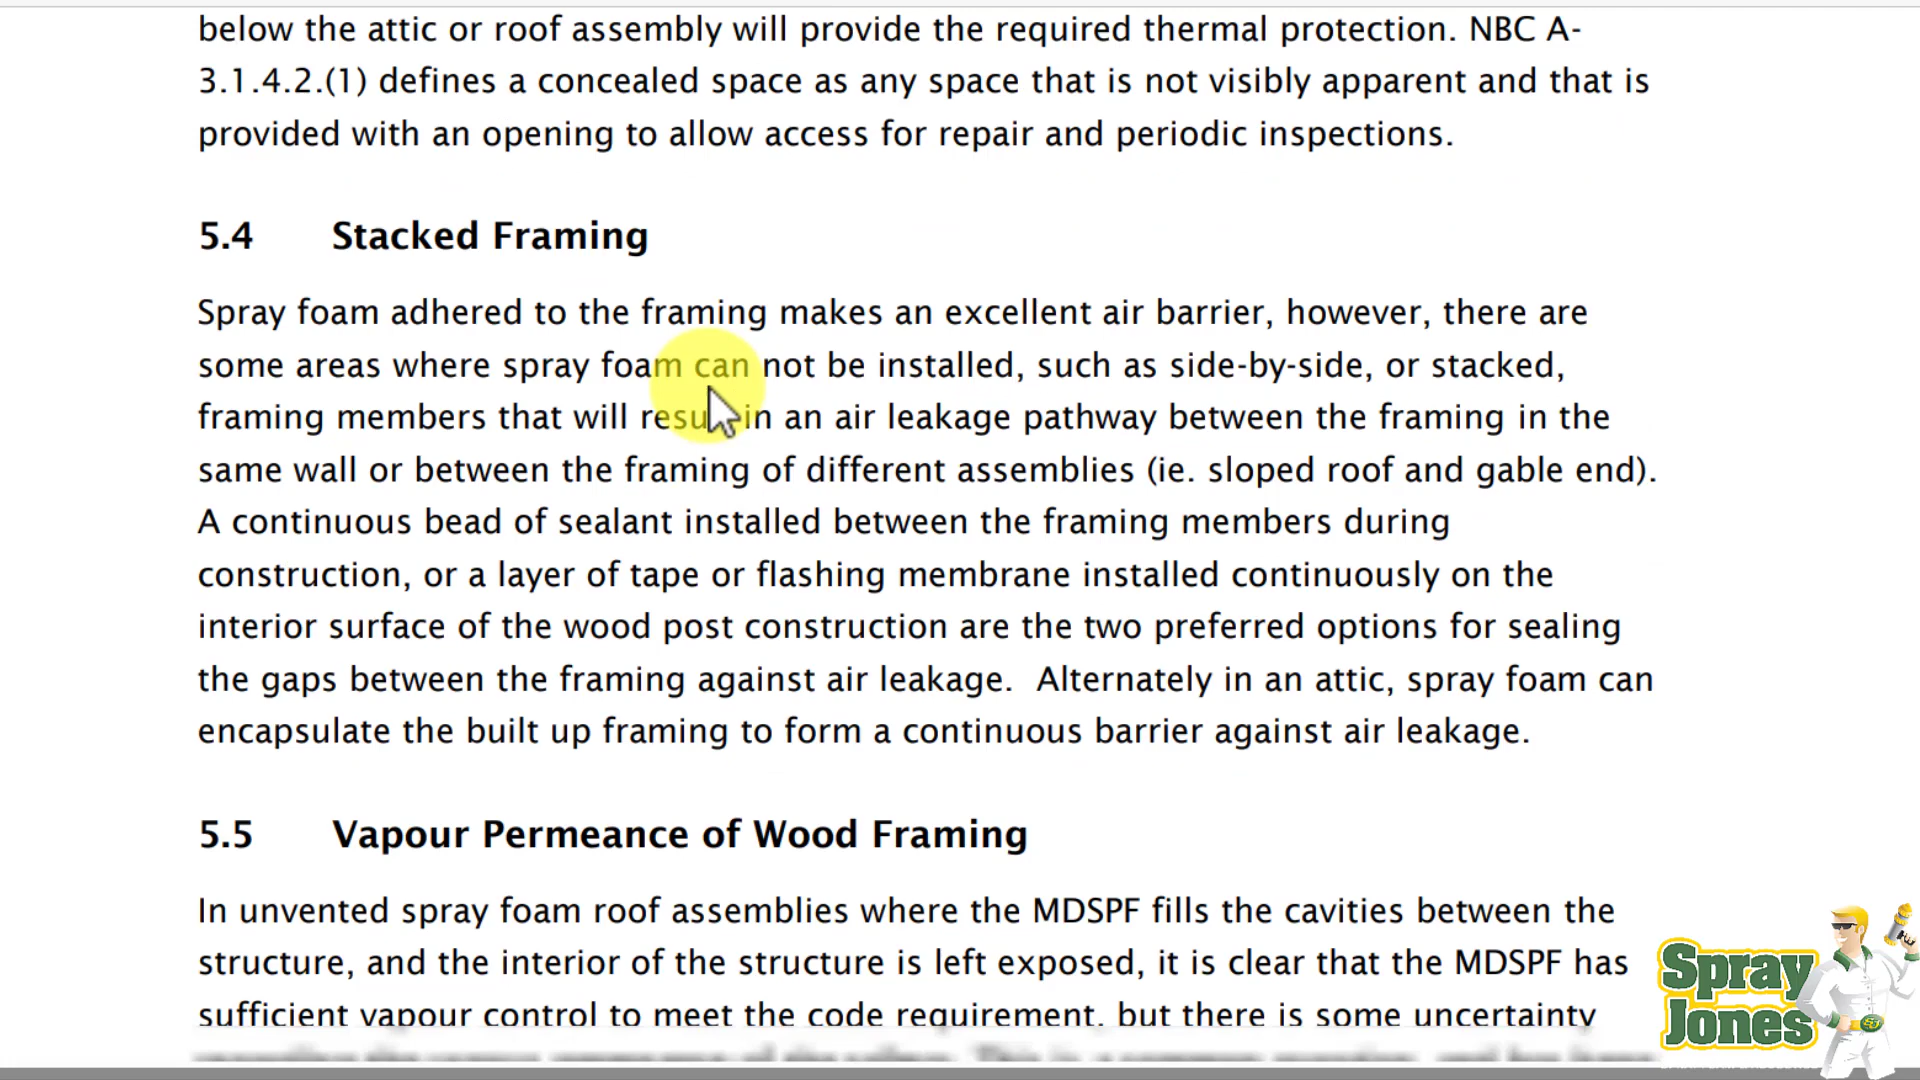 below the attic or roof assembly will provide the required thermal protection. NBC A-
3.1.4.2.(1) defines a concealed space as any space that is not visibly apparent and that is
provided with an opening to allow access for repair and periodic inspections.
5.4 Stacked Framing
Spray foam adhered to the framing makes an excellent air barrier, however, there are
some areas where spray foam can not be installed, such as side-by-side, or stacked,
framing members that will result in an air leakage pathway between the framing in the
same wall or between the framing of different assemblies (ie. sloped roof and gable end).
A continuous bead of sealant installed between the framing members during
construction, or a layer of tape or flashing membrane installed continuously on the
interior surface of the wood post construction are the two preferred options for sealing
the gaps between the framing against air leakage.  Alternately in an attic, spray foam can
encapsulate the built up framing to form a continuous barrier against air leakage.
5.5 Vapour Permeance of Wood Framing
In unvented spray foam roof assemblies where the MDSPF fills the cavities between the
structure, and the interior of the structure is left exposed, it is clear that the MDSPF has
sufficient vapour control to meet the code requirement, but there is some uncertainty
Spray
Jones
SJ